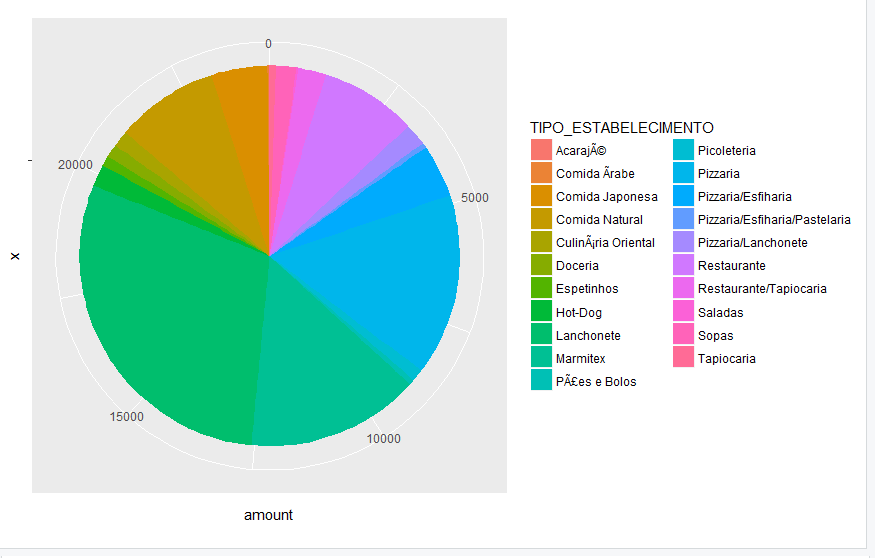 0
5000
10000
15000
20000
x
amount
TIPO_ESTABELECIMENTO
AcarajÃ©
Comida Ãrabe
Comida Japonesa
Comida Natural
CulinÃ¡ria Oriental
Doceria
Espetinhos
Hot-Dog
Lanchonete
Marmitex
PÃ£es e Bolos
Picoleteria
Pizzaria
Pizzaria/Esfiharia
Pizzaria/Esfiharia/Pastelaria
Pizzaria/Lanchonete
Restaurante
Restaurante/Tapiocaria
Saladas
Sopas
Tapiocaria